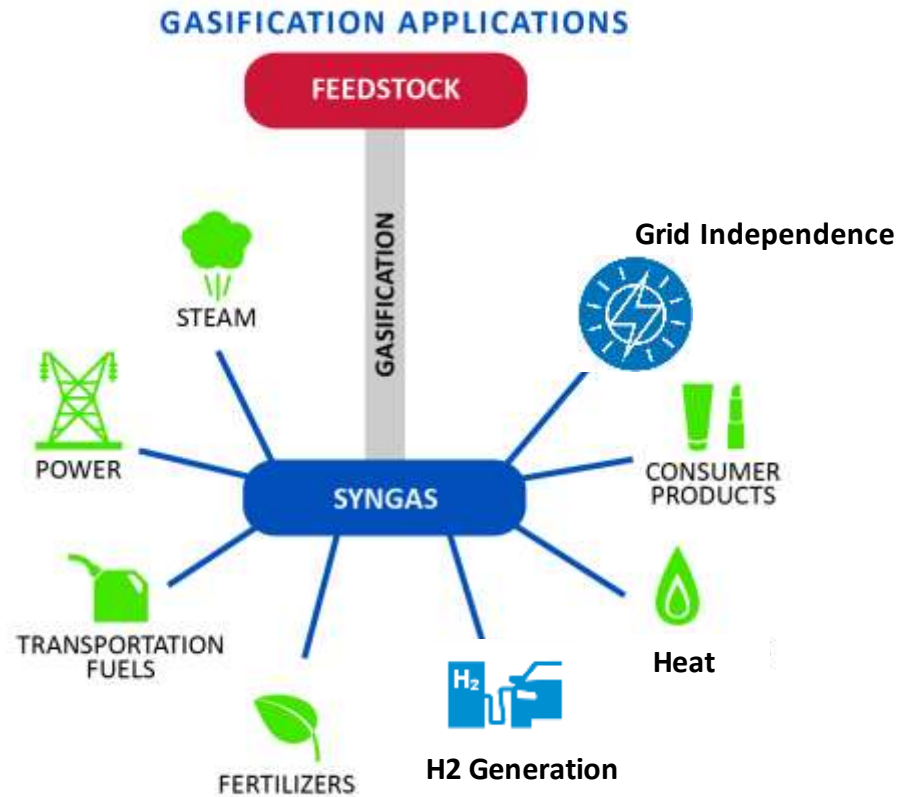 GASIFICATION APPLICATIONS
FEEDSTOCK
GASIFICATION
Grid Independence
STEAM
POWER
CONSUMER
PRODUCTS
SYNGAS
TRANSPORTATION
FUELS
Heat
H₂
FERTILIZERS
H2 Generation